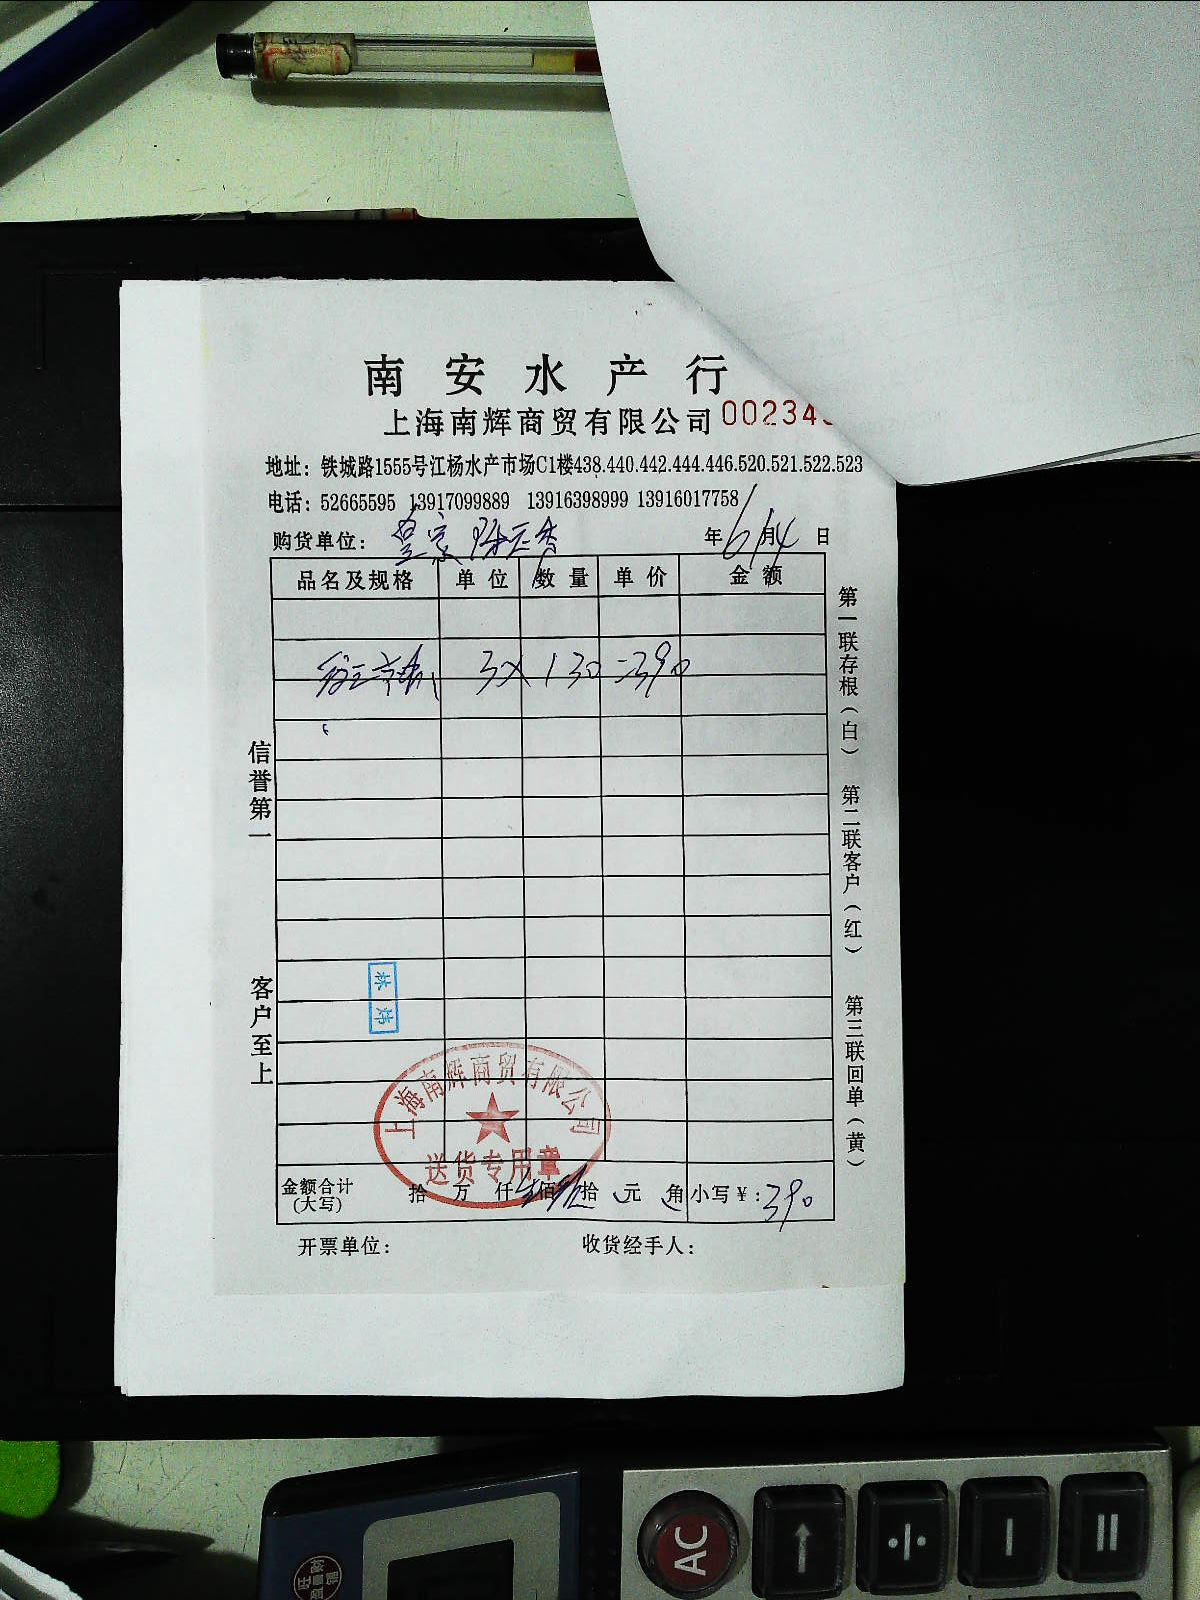 南安水产行
上海南辉商贸有限公司 00234
地址：铁城路1555号江杨水产市场C1楼438.440.442.444.446.520.521.522.523
电话：52665595 13917099889 13916398999 13916017758
购货单位： 年 6 月 14 日
品名及规格 单位 数量 单价 金额
3 x 130 = 390
信誉第一
客户至上
第一联存根（白） 第二联客户（红） 第三联回单（黄）
上海南辉商贸有限公司
送货专用章
金额合计（大写） 拾 万 仟 佰 拾 元 角 小写￥：390
开票单位： 收货经手人：
AC ÷ − =